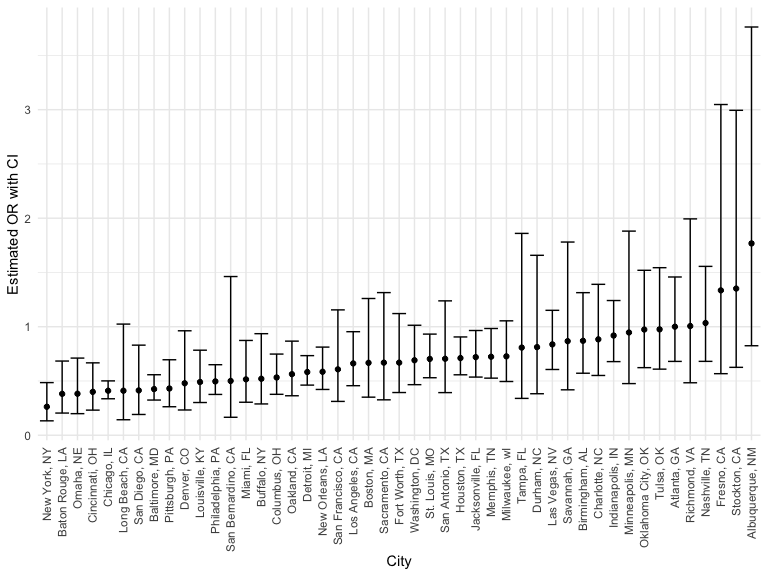 Estimated OR with CI
3
2
1
0
New York, NY
Baton Rouge, LA
Omaha, NE
Cincinnati, OH
Chicago, IL
Long Beach, CA
San Diego, CA
Baltimore, MD
Pittsburgh, PA
Denver, CO
Louisville, KY
Philadelphia, PA
San Bernardino, CA
Miami, FL
Buffalo, NY
Columbus, OH
Oakland, CA
Detroit, MI
New Orleans, LA
San Francisco, CA
Los Angeles, CA
Boston, MA
Sacramento, CA
Fort Worth, TX
Washington, DC
St. Louis, MO
San Antonio, TX
Houston, TX
Jacksonville, FL
Memphis, TN
Milwaukee, wI
Tampa, FL
Durham, NC
Las Vegas, NV
Savannah, GA
Birmingham, AL
Charlotte, NC
Indianapolis, IN
Minneapolis, MN
Oklahoma City, OK
Tulsa, OK
Atlanta, GA
Richmond, VA
Nashville, TN
Fresno, CA
Stockton, CA
Albuquerque, NM
City